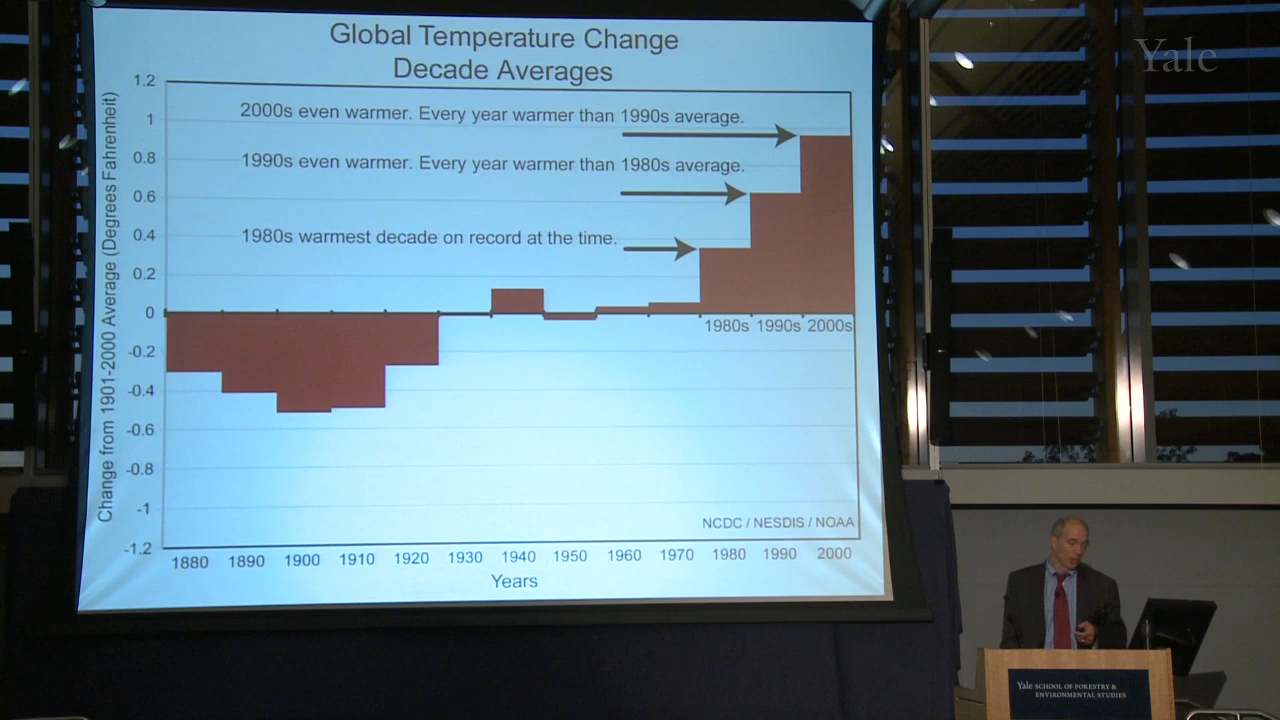 Yale
Global Temperature Change
Decade Averages
Change from 1901-2000 Average (Degrees Fahrenheit)
1.2
1
0.8
0.6
0.4
0.2
0
-0.2
-0.4
-0.6
-0.8
-1
-1.2
2000s even warmer. Every year warmer than 1990s average.
1990s even warmer. Every year warmer than 1980s average.
1980s warmest decade on record at the time.
1980s 1990s 2000s
NCDC / NESDIS / NOAA
1880 1890 1900 1910 1920 1930 1940 1950 1960 1970 1980 1990 2000
Years
Yale SCHOOL OF FORESTRY &
ENVIRONMENTAL STUDIES